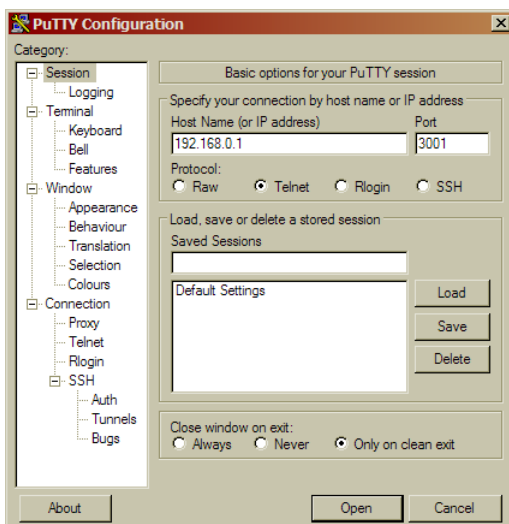 PuTTY Configuration
Category:
Session
Logging
Terminal
Keyboard
Bell
Features
Window
Appearance
Behaviour
Translation
Selection
Colours
Connection
Proxy
Telnet
Rlogin
SSH
Auth
Tunnels
Bugs
Basic options for your PuTTY session
Specify your connection by host name or IP address
Host Name (or IP address) Port
192.168.0.1 3001
Protocol:
Raw Telnet Rlogin SSH
Load, save or delete a stored session
Saved Sessions
Default Settings
Load
Save
Delete
Close window on exit:
Always Never Only on clean exit
About Open Cancel